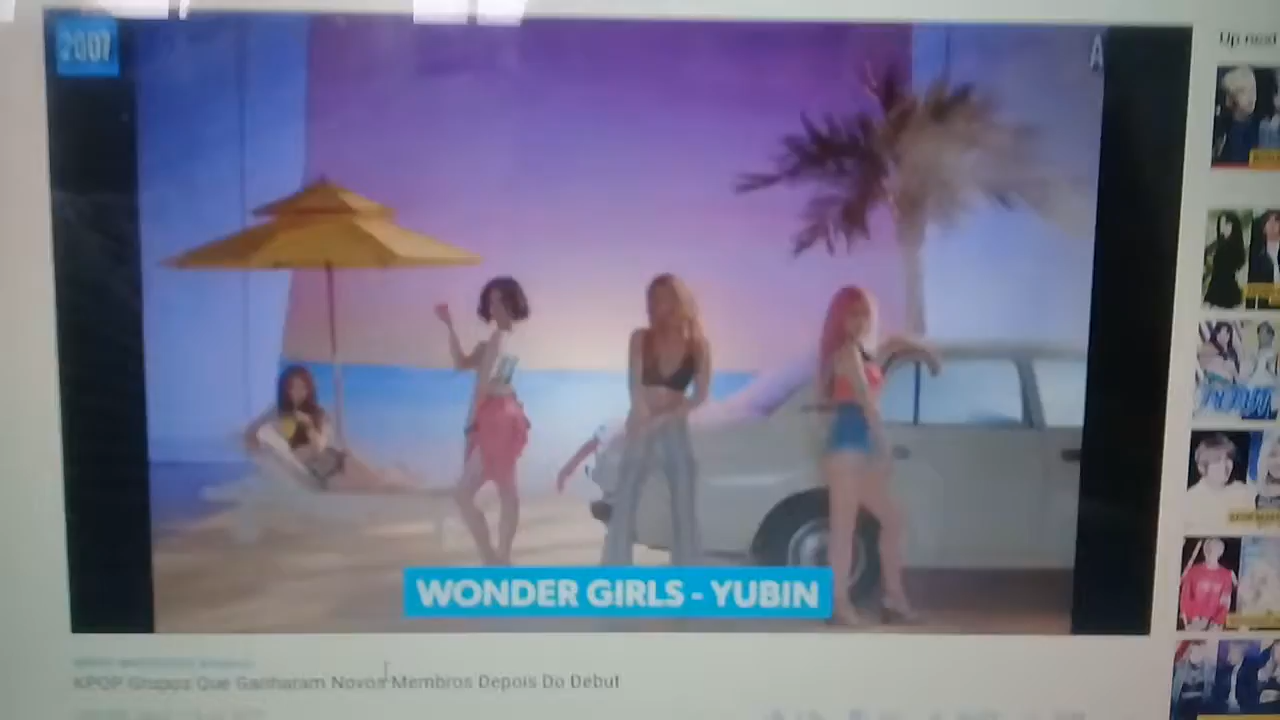 2007
Up next
WONDER GIRLS - YUBIN
KPOP Grupos Que Ganharam Novos Membros Depois Do Debut